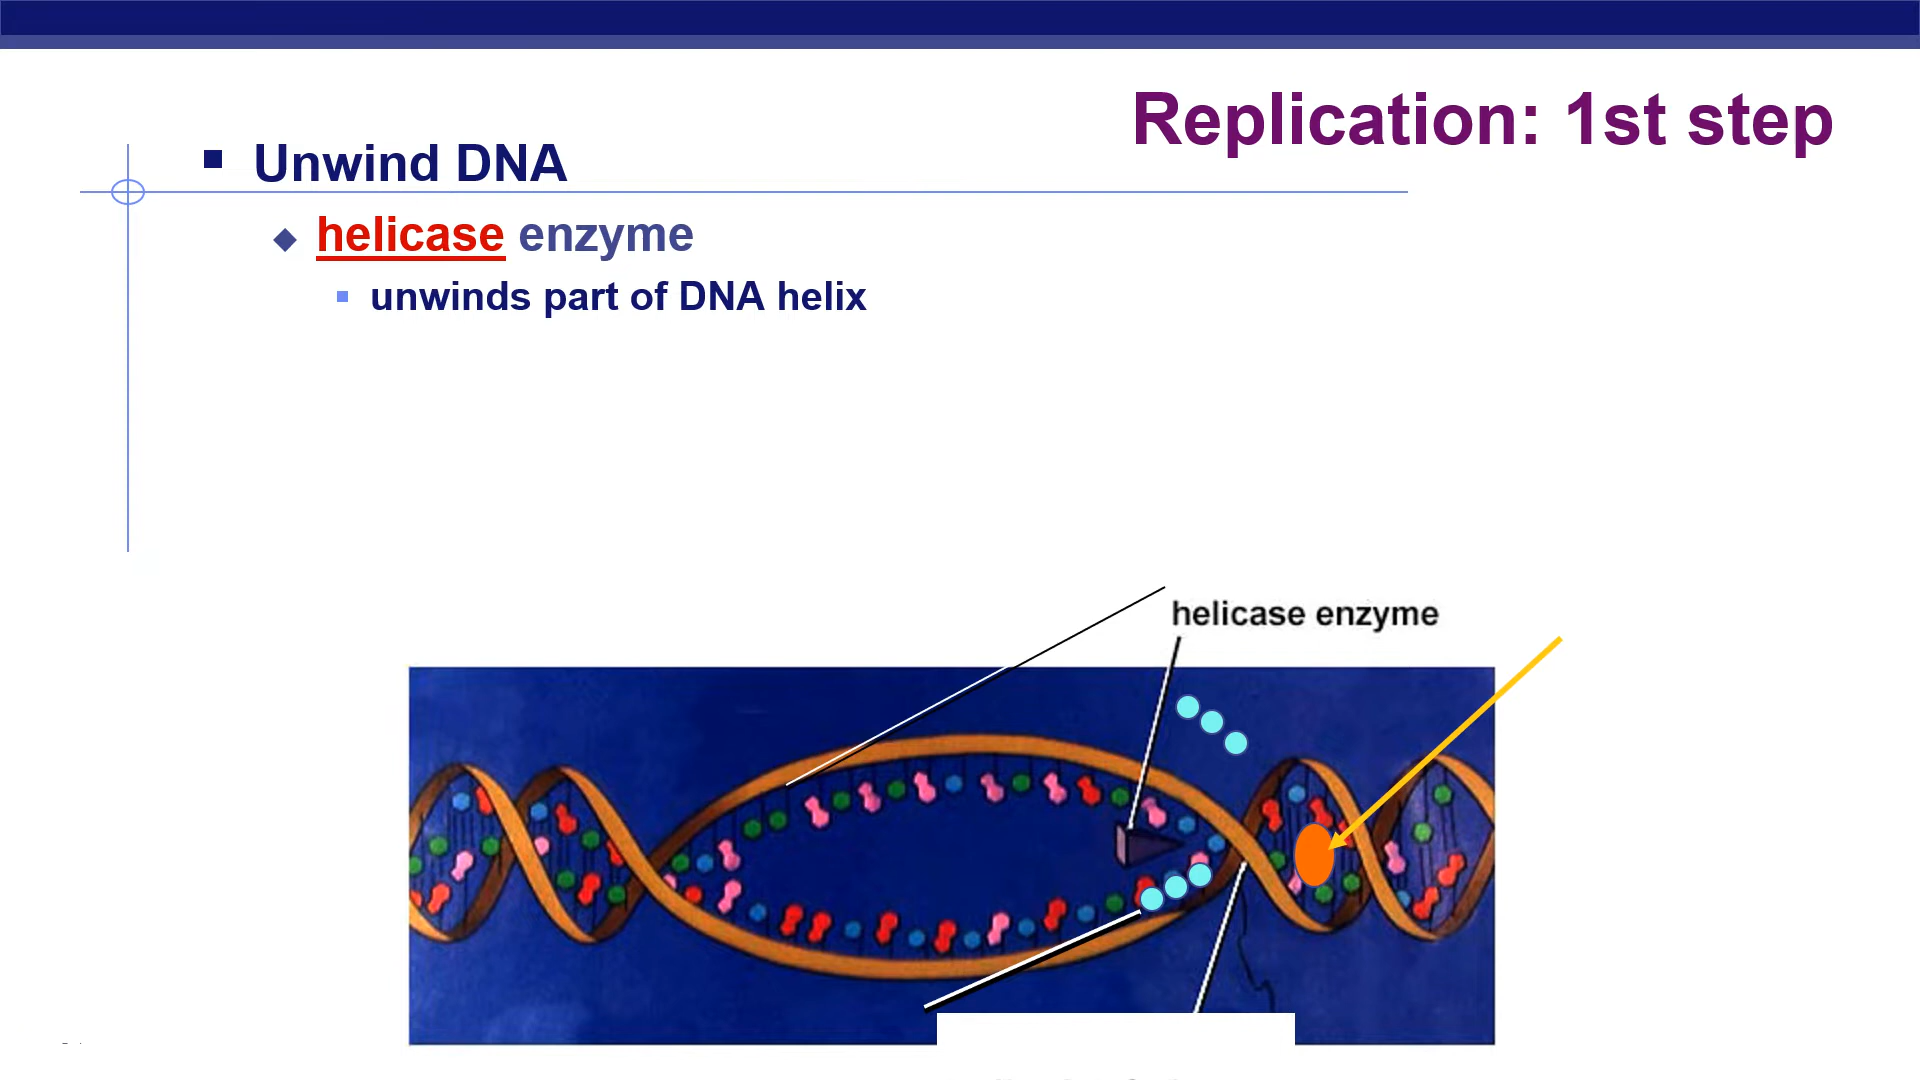 Replication: 1st step
Unwind DNA
helicase enzyme
unwinds part of DNA helix
helicase enzyme